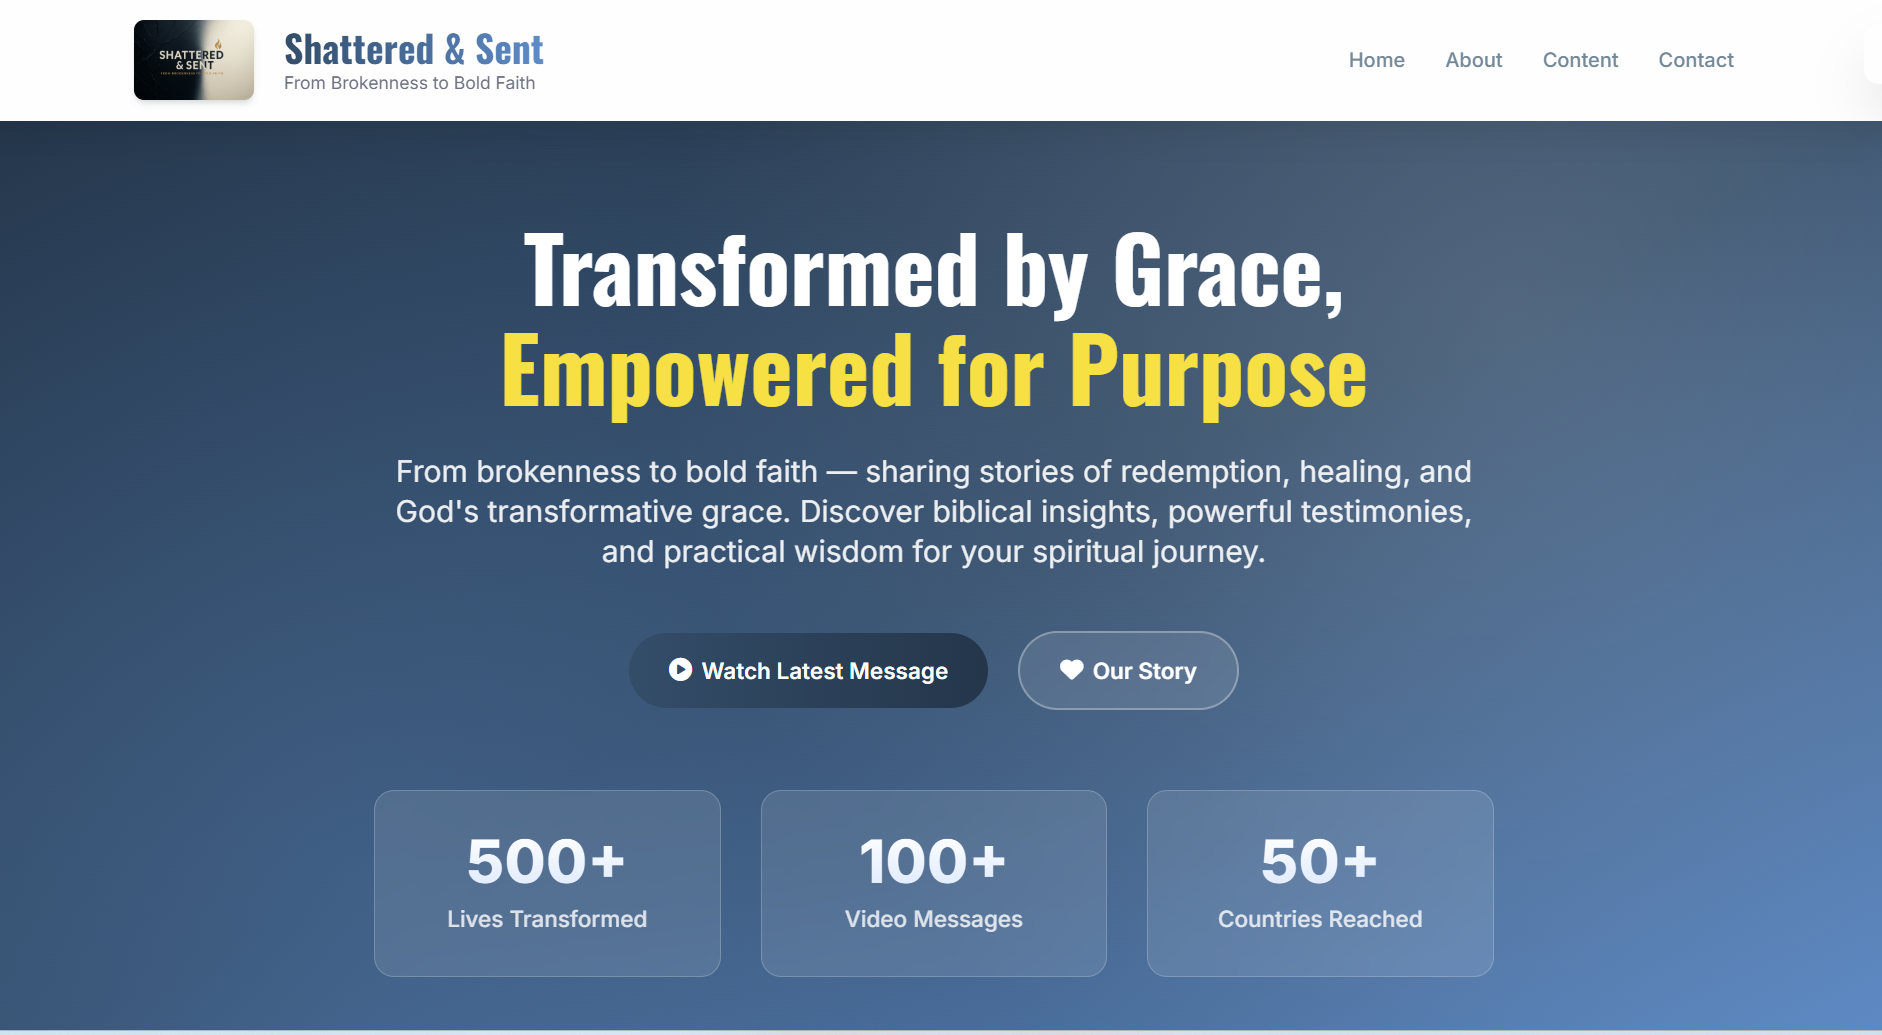 SHATTERED
& SENT
Shattered & Sent
From Brokenness to Bold Faith
Home
About
Content
Contact
Transformed by Grace,
Empowered for Purpose
From brokenness to bold faith — sharing stories of redemption, healing, and
God's transformative grace. Discover biblical insights, powerful testimonies,
and practical wisdom for your spiritual journey.
Watch Latest Message
Our Story
500+
Lives Transformed
100+
Video Messages
50+
Countries Reached